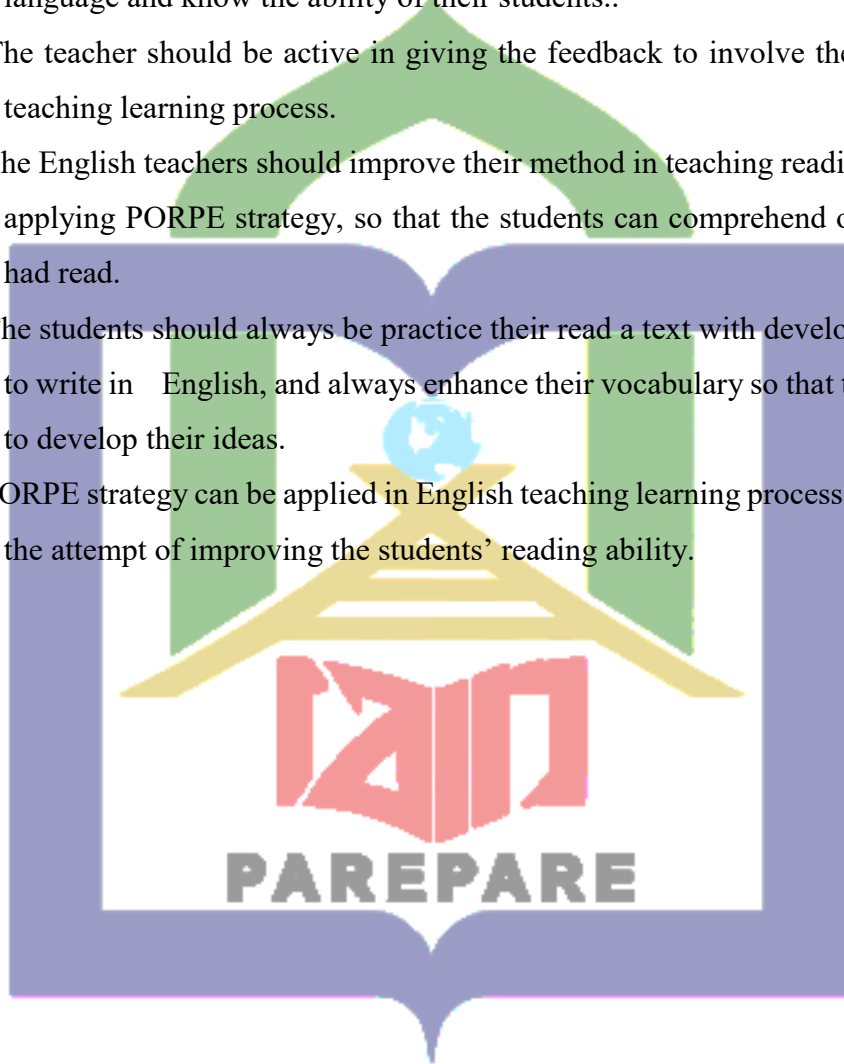 language and know the ability of their students..
The teacher should be active in giving the feedback to involve the
teaching learning process.
he English teachers should improve their method in teaching readi
applying PORPE strategy, so that the students can comprehend o
had read.
he students should always be practice their read a text with develo
to write in English, and always enhance their vocabulary so that t
to develop their ideas.
ORPE strategy can be applied in English teaching learning process
the attempt of improving the students’ reading ability.
iain
PAREPARE